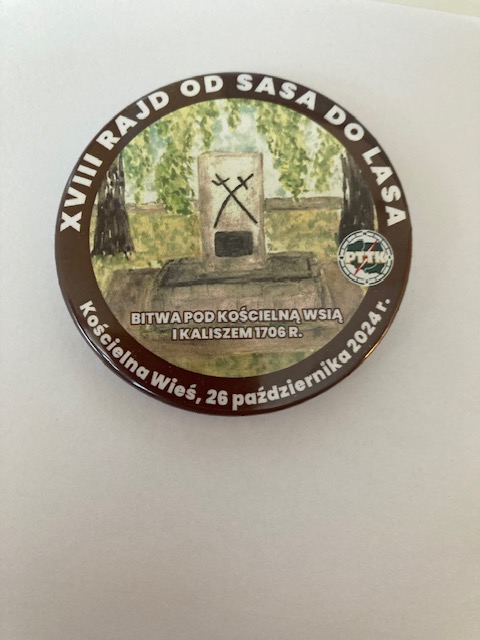 XVIII RAJD OD SASA DO LASA
PTTK
BITWA POD KOŚCIELNĄ WSIĄ
I KALISZEM 1706 R.
Kościelna Wieś, 26 października 2024 r.